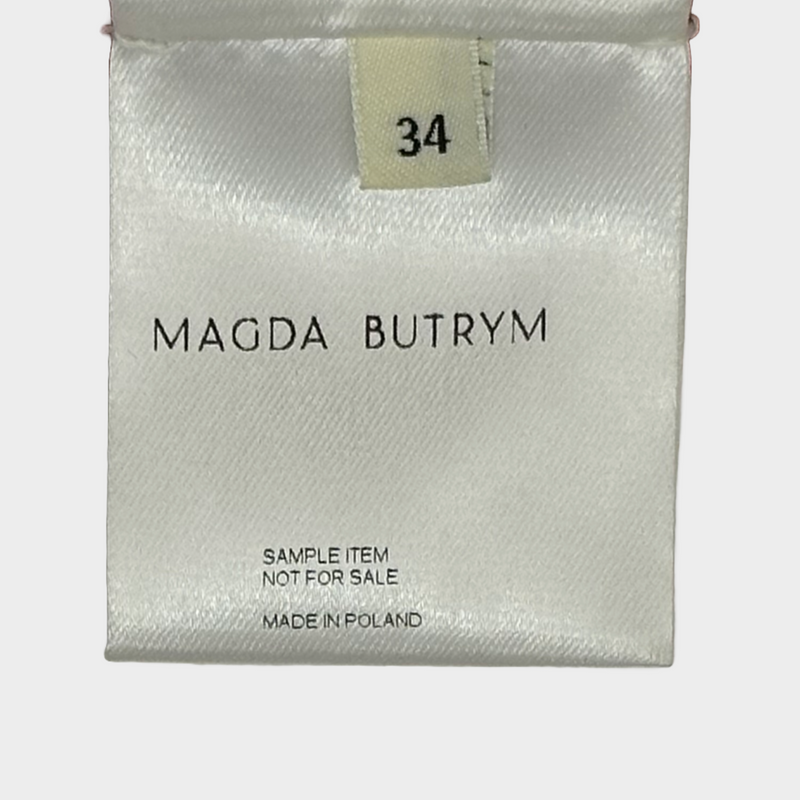 34
MAGDA BUTRYM
SAMPLE ITEM
NOT FOR SALE
MADE IN POLAND